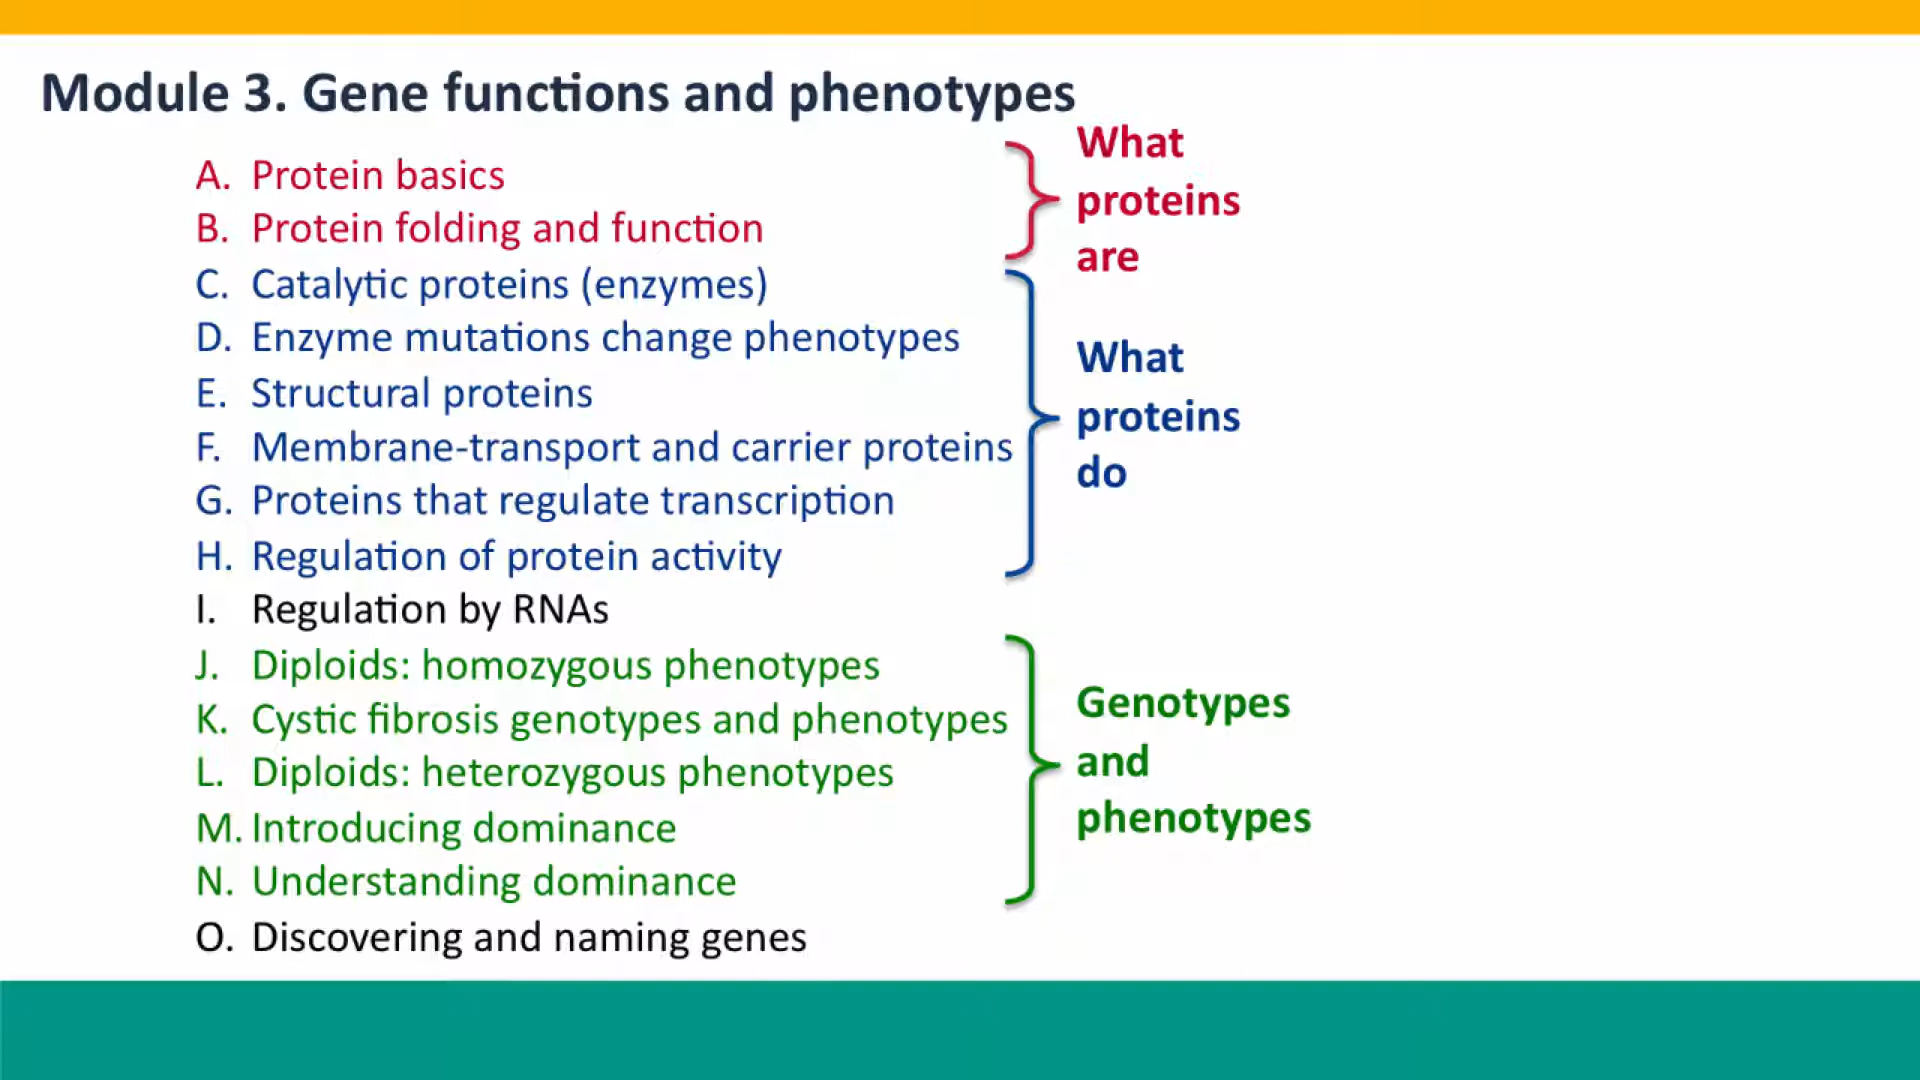 Module 3. Gene functions and phenotypes
A. Protein basics
B. Protein folding and function
What
proteins
are
C. Catalytic proteins (enzymes)
D. Enzyme mutations change phenotypes
E. Structural proteins
F. Membrane-transport and carrier proteins
G. Proteins that regulate transcription
H. Regulation of protein activity
What
proteins
do
I. Regulation by RNAs
J. Diploids: homozygous phenotypes
K. Cystic fibrosis genotypes and phenotypes
L. Diploids: heterozygous phenotypes
M. Introducing dominance
N. Understanding dominance
Genotypes
and
phenotypes
O. Discovering and naming genes